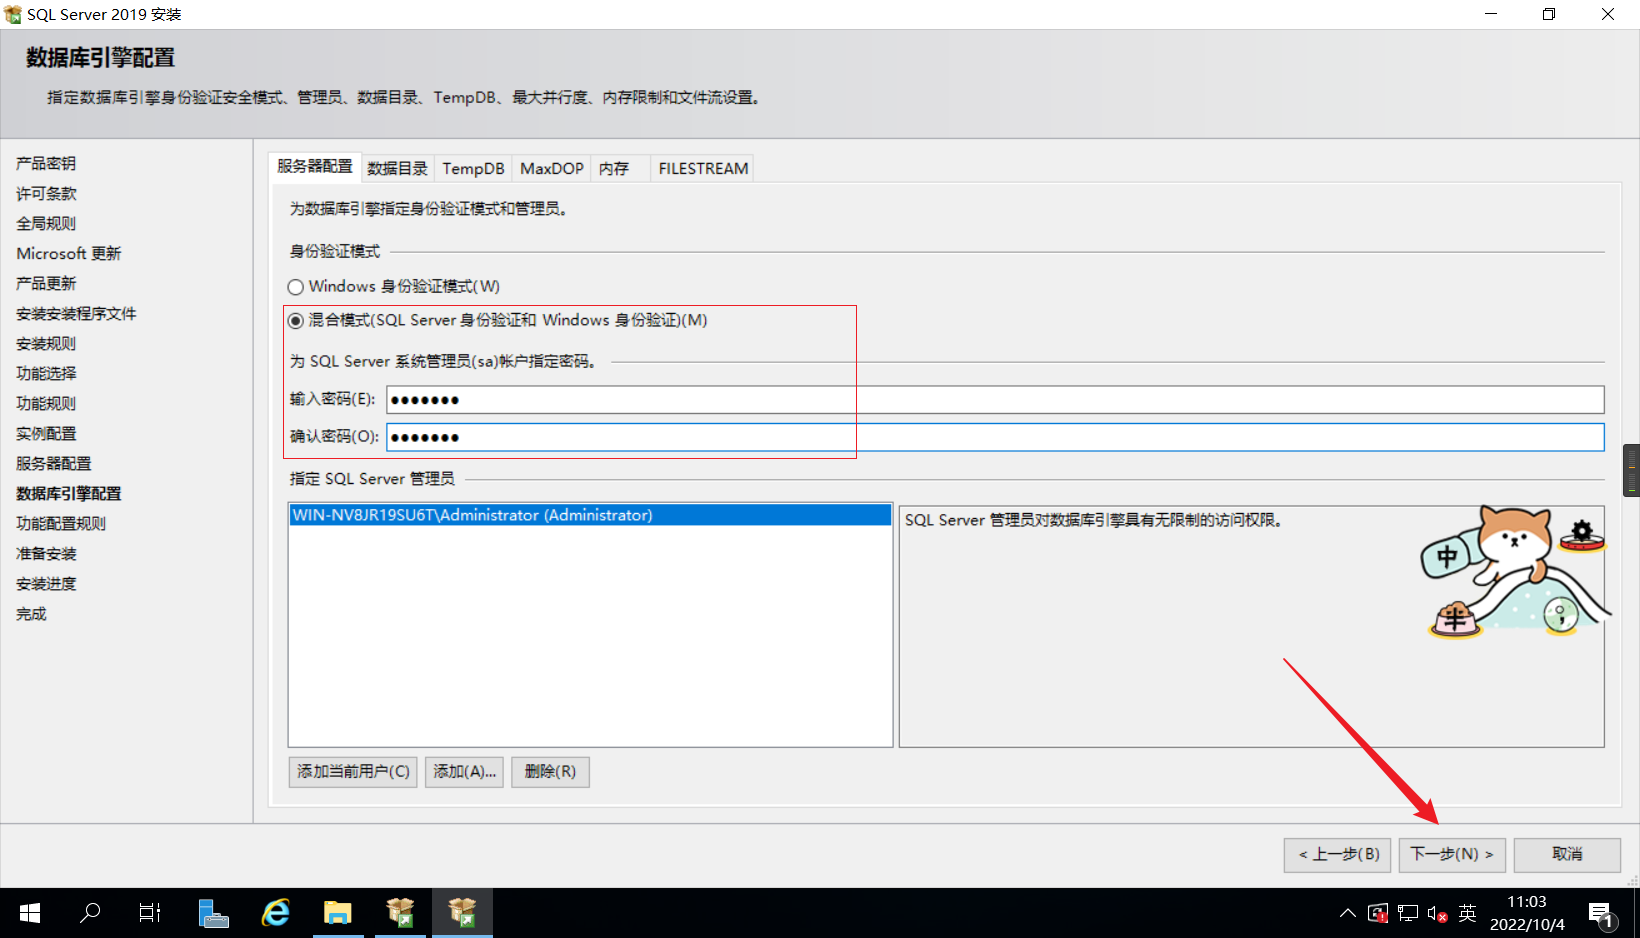 SQL Server 2019 安装
数据库引擎配置
指定数据库引擎身份验证安全模式、管理员、数据目录、TempDB、最大并行度、内存限制和文件流设置。
产品密钥
许可条款
全局规则
Microsoft 更新
产品更新
安装安装程序文件
安装规则
功能选择
功能规则
实例配置
服务器配置
数据库引擎配置
功能配置规则
准备安装
安装进度
完成
服务器配置 数据目录 TempDB MaxDOP 内存 FILESTREAM
为数据库引擎指定身份验证模式和管理员。
身份验证模式
Windows 身份验证模式(W)
混合模式(SQL Server 身份验证和 Windows 身份验证)(M)
为 SQL Server 系统管理员(sa)帐户指定密码。
输入密码(E): ●●●●●●●
确认密码(O): ●●●●●●●
指定 SQL Server 管理员
WIN-NV8JR19SU6T\Administrator (Administrator)
SQL Server 管理员对数据库引擎具有无限制的访问权限。
中
半
添加当前用户(C) 添加(A)... 删除(R)
< 上一步(B) 下一步(N) > 取消
英
11:03
2022/10/4
1